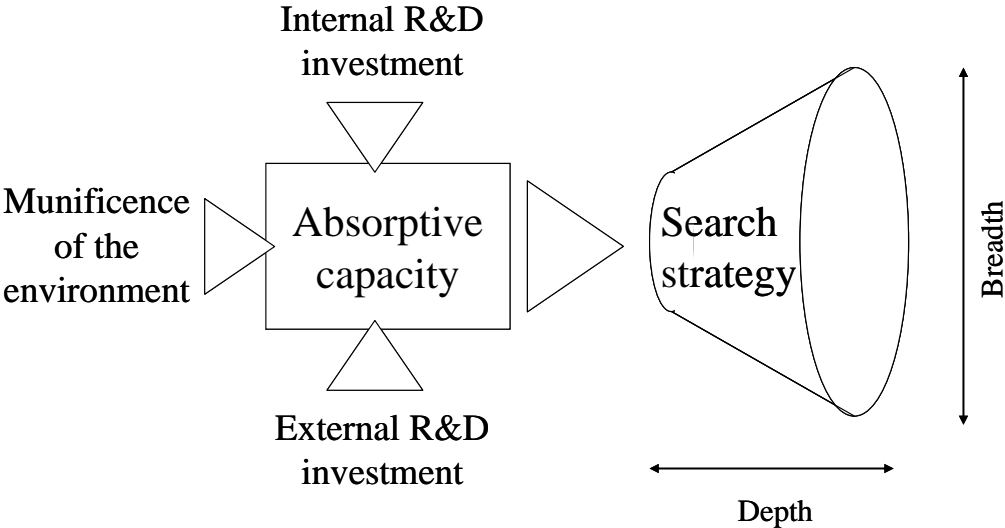 Internal R&D
investment
Munificence
of the
environment
Absorptive
capacity
Search
strategy
Breadth
External R&D
investment
Depth